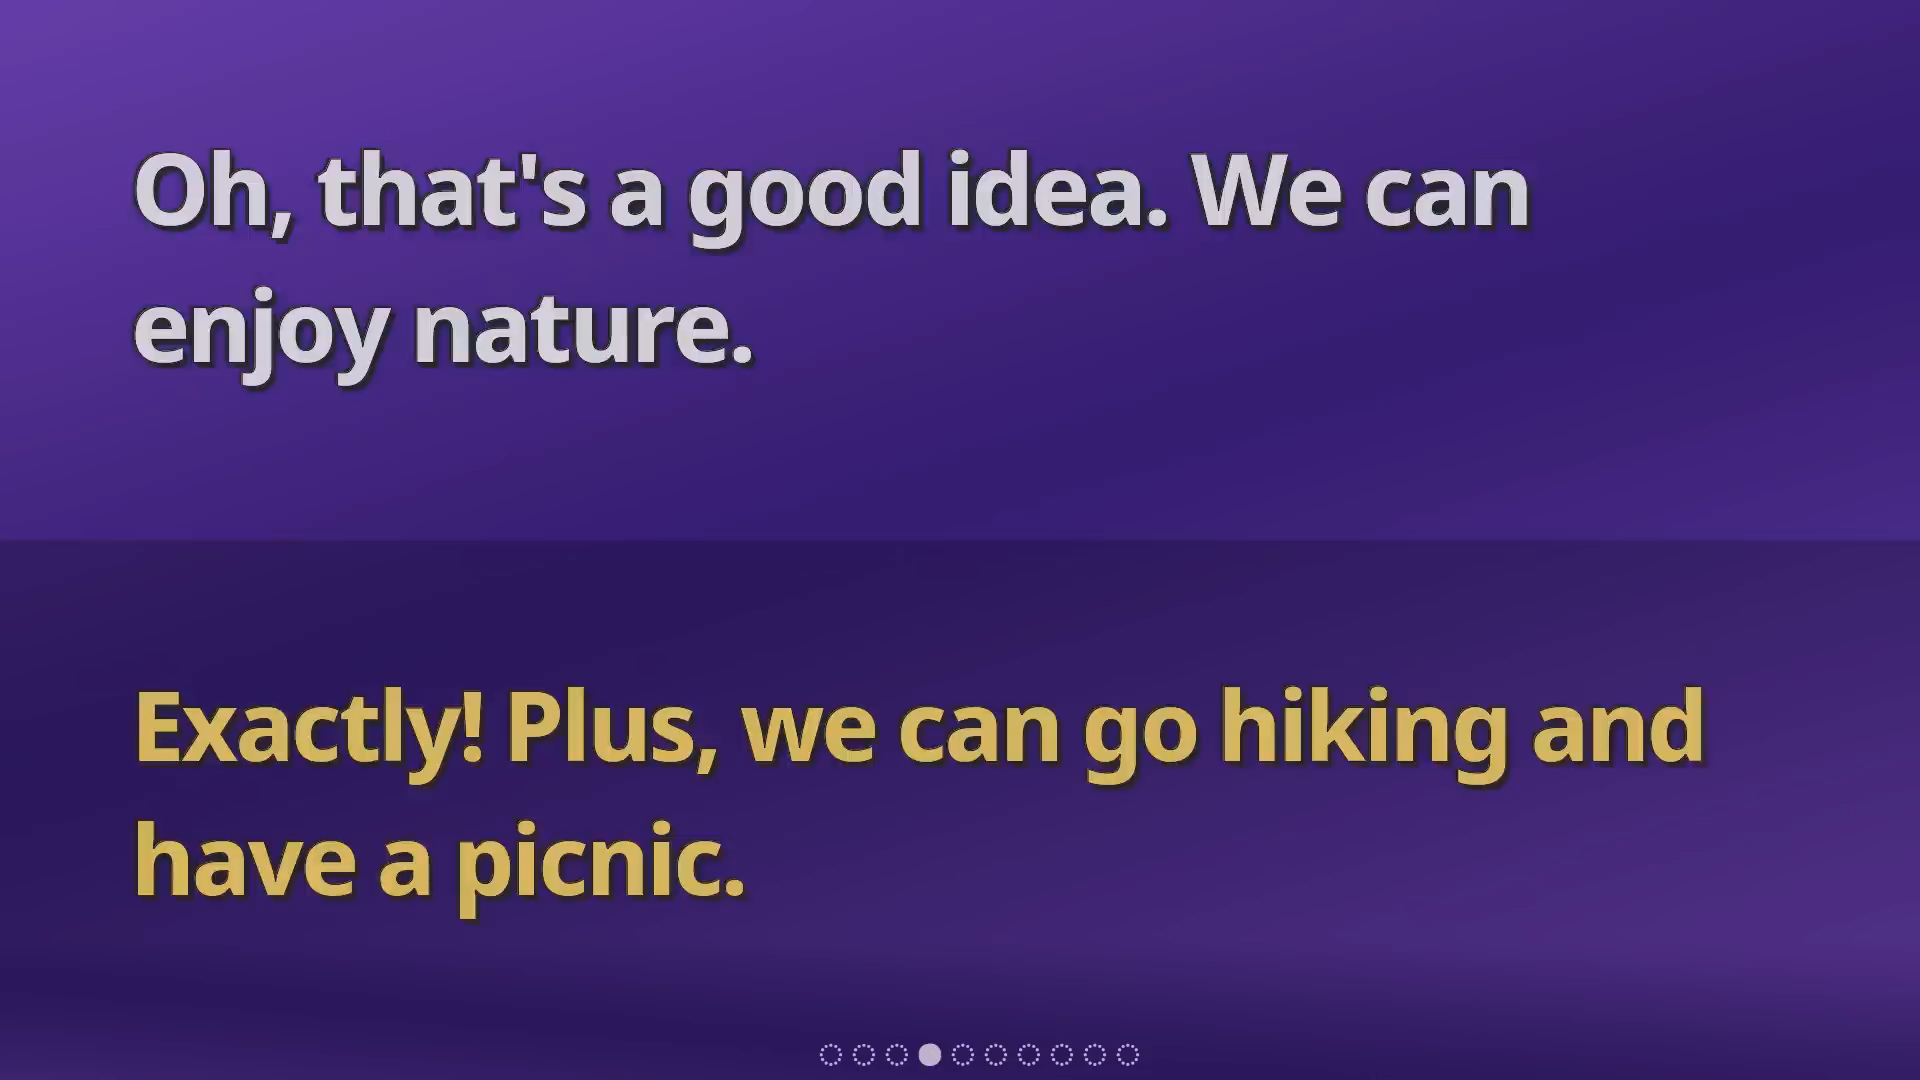 Oh, that's a good idea. We can
enjoy nature.
Exactly! Plus, we can go hiking and
have a picnic.